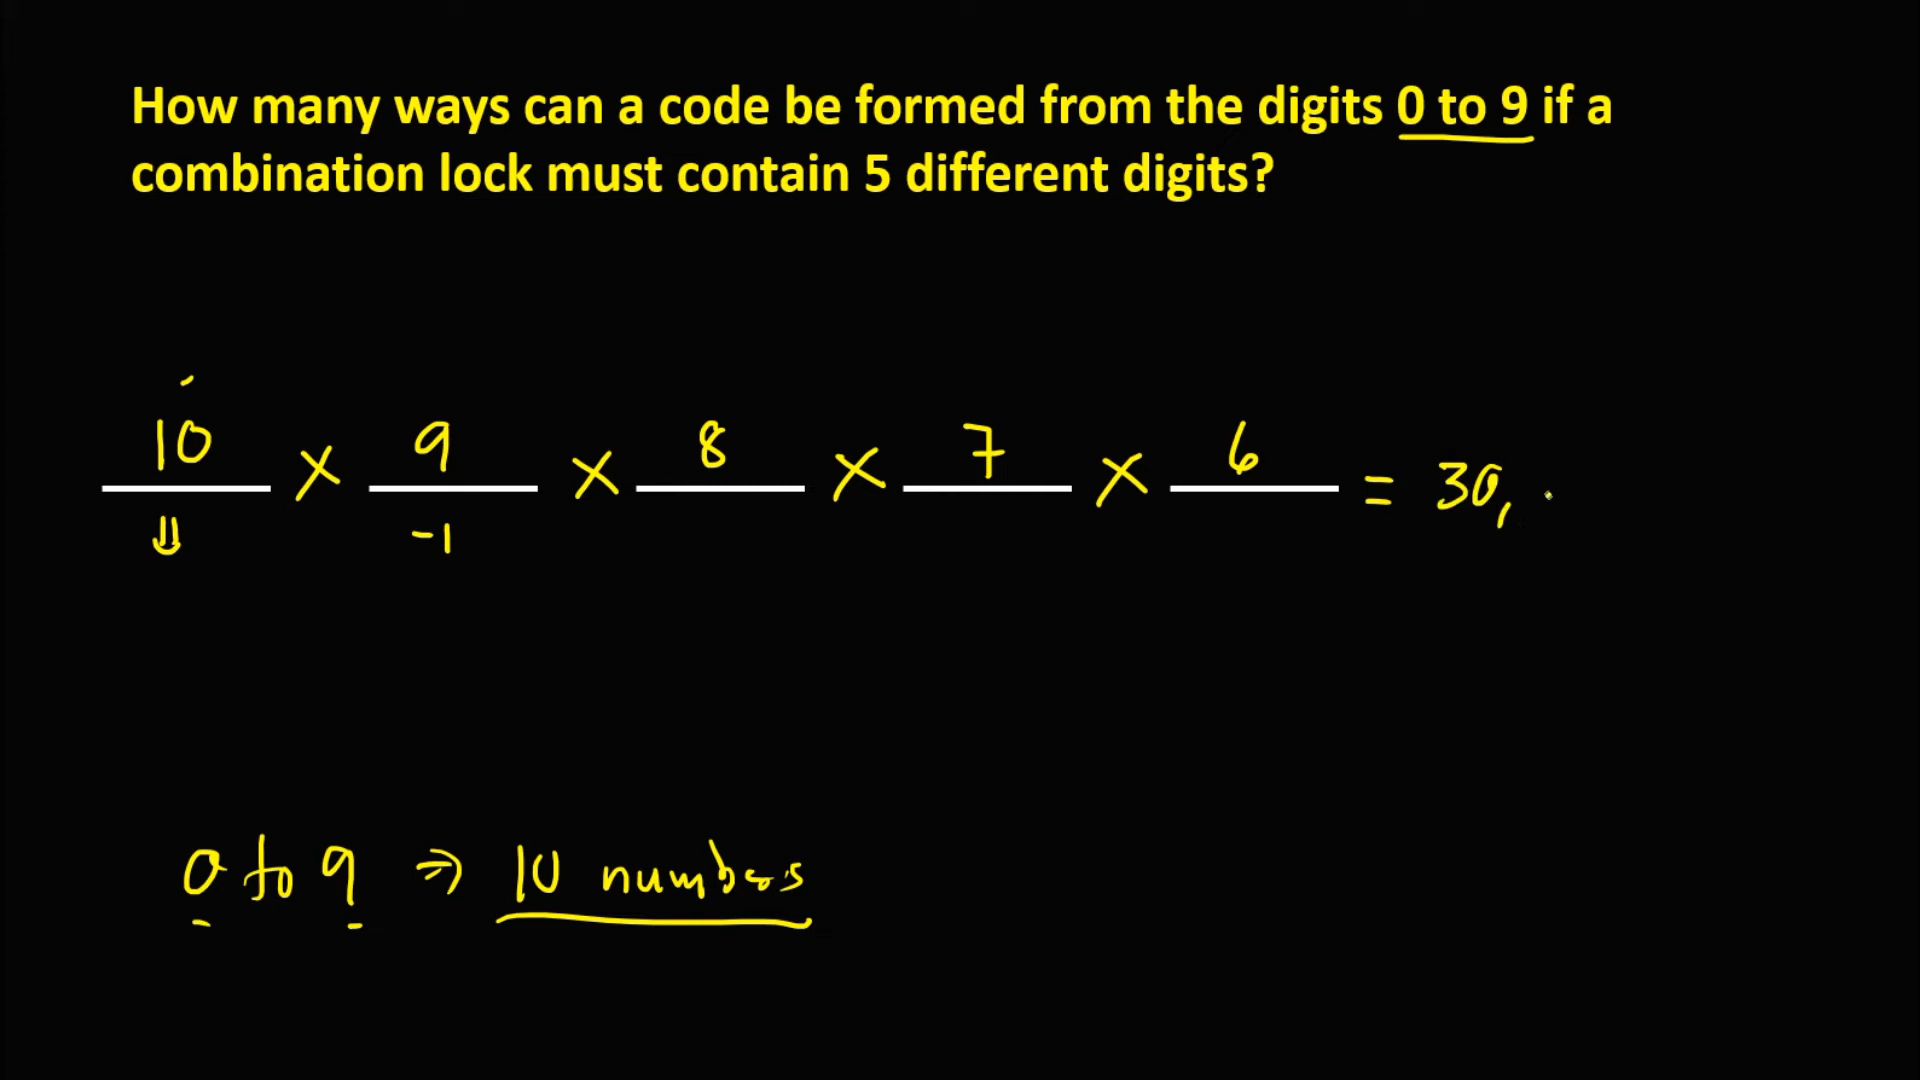 How many ways can a code be formed from the digits 0 to 9 if a
combination lock must contain 5 different digits?
10 × 9 × 8 × 7 × 6 = 30,
-1
0 to 9 ⇒ 10 numbers